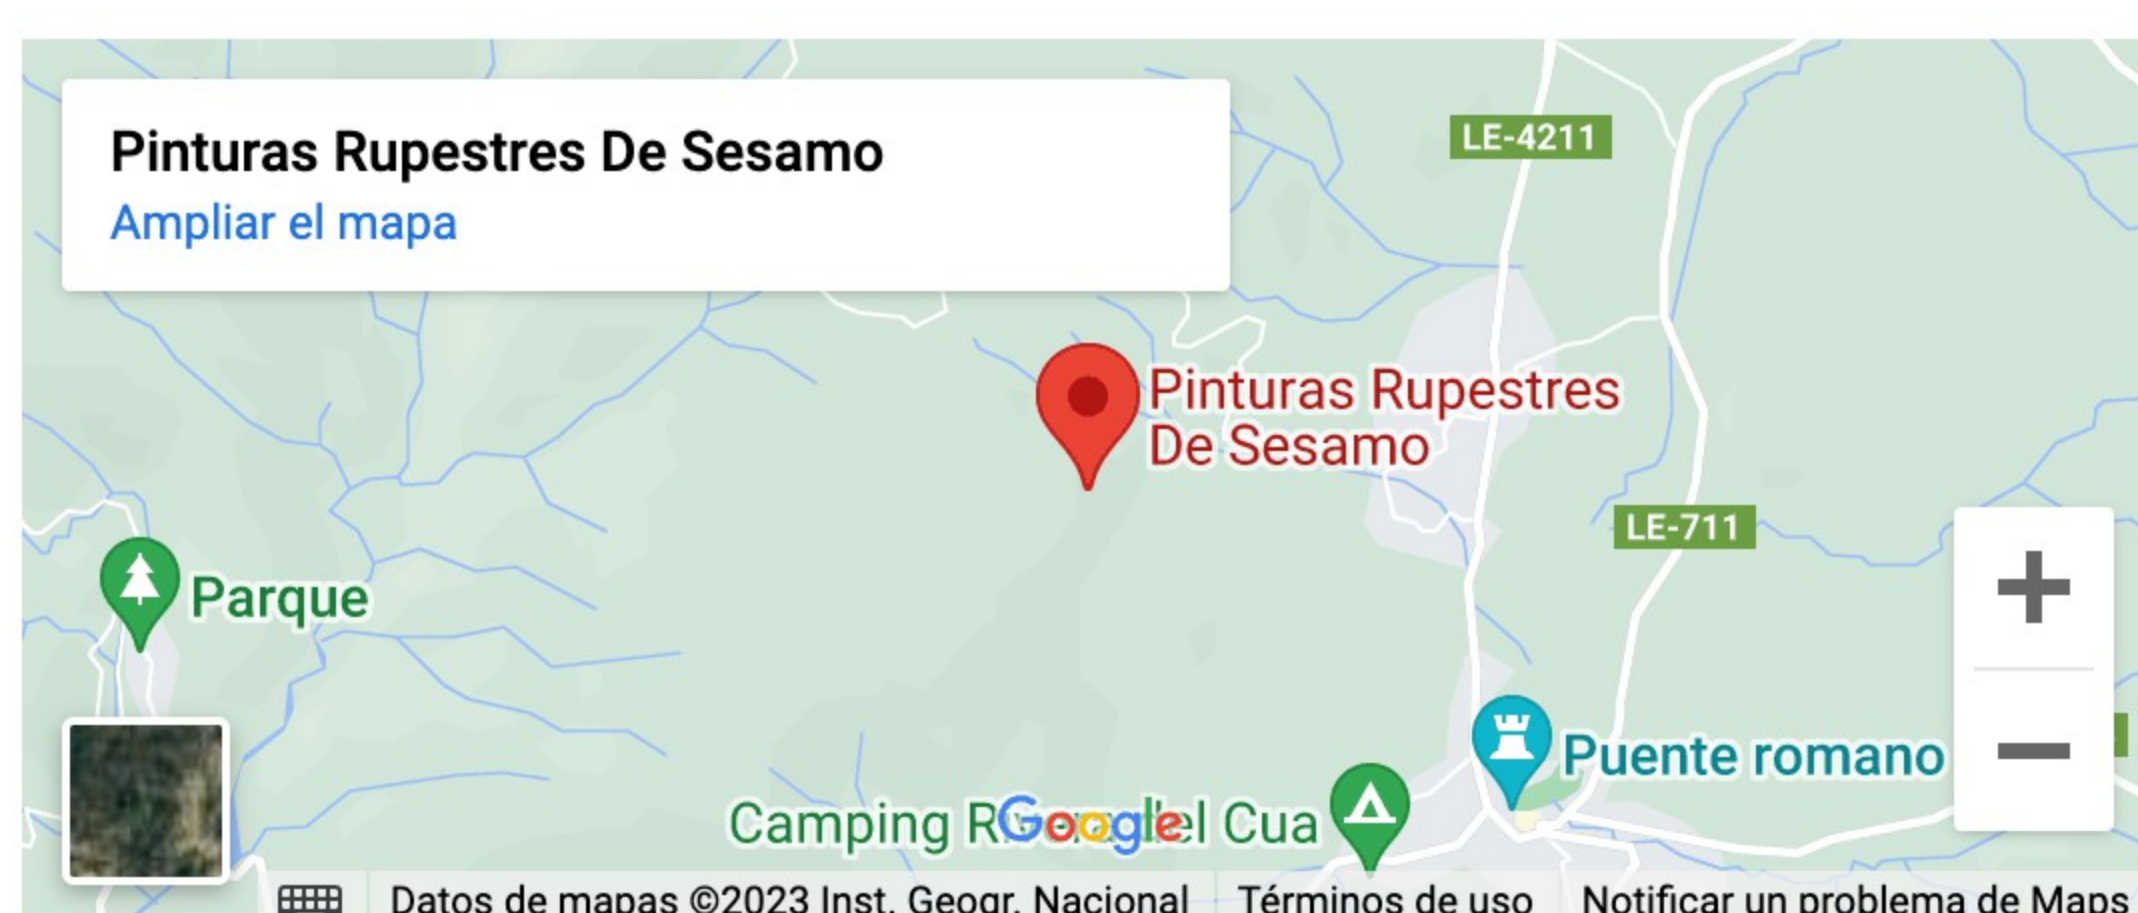 Pinturas Rupestres De Sesamo
Ampliar el mapa
LE-4211
Pinturas Rupestres
De Sesamo
LE-711
Parque
Puente romano
Camping del Cua
Google
Datos de mapas ©2023 Inst. Geogr. Nacional
Términos de uso
Notificar un problema de Maps